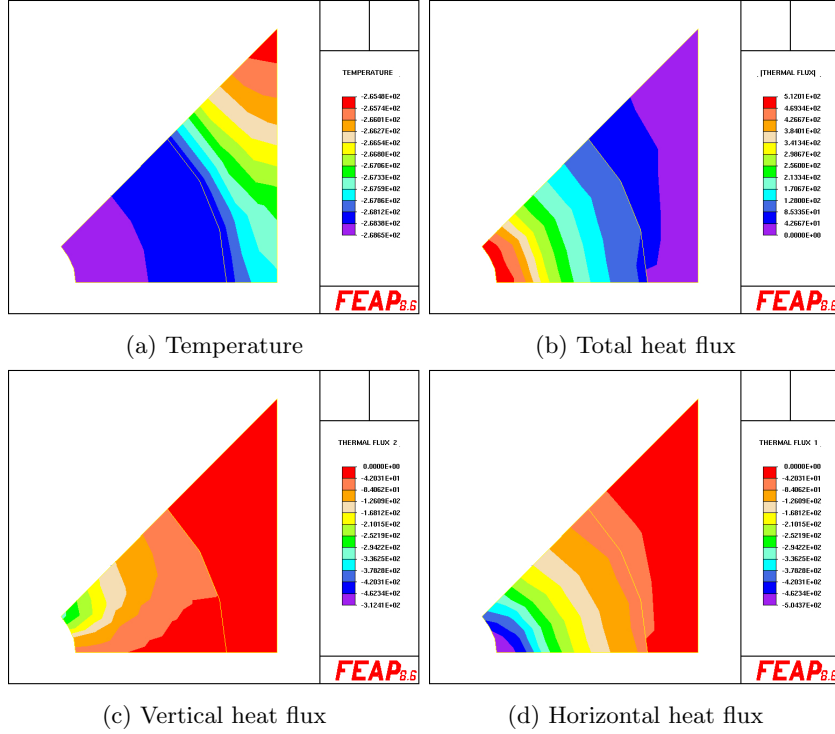 TEMPERATURE
-2.6548E+02
-2.6574E+02
-2.6601E+02
-2.6627E+02
-2.6654E+02
-2.6680E+02
-2.6706E+02
-2.6733E+02
-2.6759E+02
-2.6786E+02
-2.6812E+02
-2.6838E+02
-2.6865E+02
FEAP8.6
(a) Temperature
|THERMAL FLUX|
5.1201E+02
4.6934E+02
4.2667E+02
3.8401E+02
3.4134E+02
2.9867E+02
2.5600E+02
2.1334E+02
1.7067E+02
1.2800E+02
8.5335E+01
4.2667E+01
0.0000E+00
FEAP8.6
(b) Total heat flux
THERMAL FLUX 2
0.0000E+00
-4.2031E+01
-8.4062E+01
-1.2609E+02
-1.6812E+02
-2.1015E+02
-2.5219E+02
-2.9422E+02
-3.3625E+02
-3.7828E+02
-4.2031E+02
-4.6234E+02
-3.1241E+02
FEAP8.6
(c) Vertical heat flux
THERMAL FLUX 1
0.0000E+00
-4.2031E+01
-8.4062E+01
-1.2609E+02
-1.6812E+02
-2.1015E+02
-2.5219E+02
-2.9422E+02
-3.3625E+02
-3.7828E+02
-4.2031E+02
-4.6234E+02
-5.0437E+02
FEAP8.6
(d) Horizontal heat flux